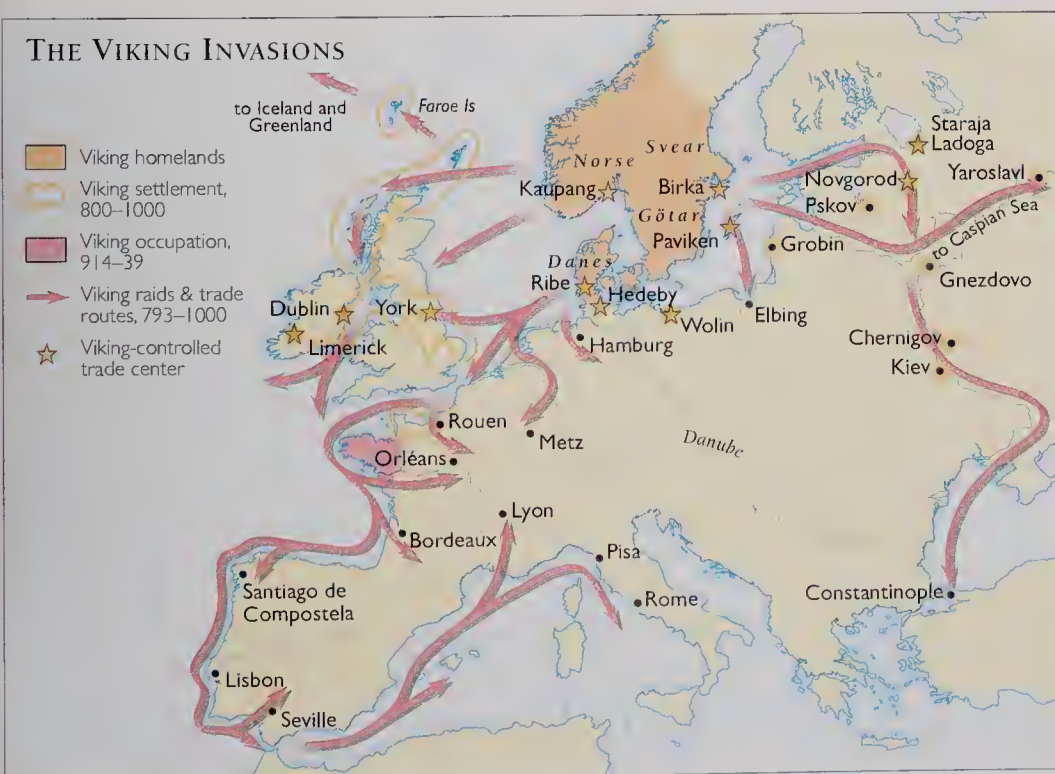 THE VIKING INVASIONS
Viking homelands
Viking settlement,
800–1000
Viking occupation,
914–39
Viking raids & trade
routes, 793–1000
Viking-controlled
trade center
to Iceland and
Greenland
Faroe Is
Norse
Svear
Götar
Danes
Kaupang
Birka
Paviken
Ribe
Hedeby
Wolin
Hamburg
Elbing
Grobin
Staraja
Ladoga
Novgorod
Pskov
Yaroslavl
to Caspian Sea
Gnezdovo
Chernigov
Kiev
Dublin
York
Limerick
Rouen
Orléans
Metz
Danube
Lyon
Bordeaux
Pisa
Rome
Santiago de
Compostela
Constantinople
Lisbon
Seville